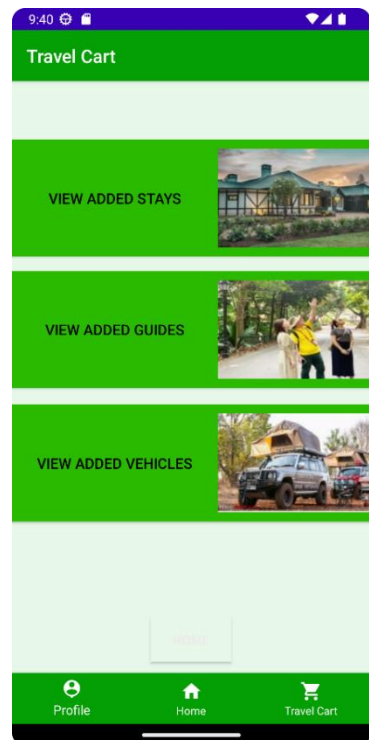 9:40
Travel Cart
VIEW ADDED STAYS
VIEW ADDED GUIDES
VIEW ADDED VEHICLES
Profile
Home
Travel Cart